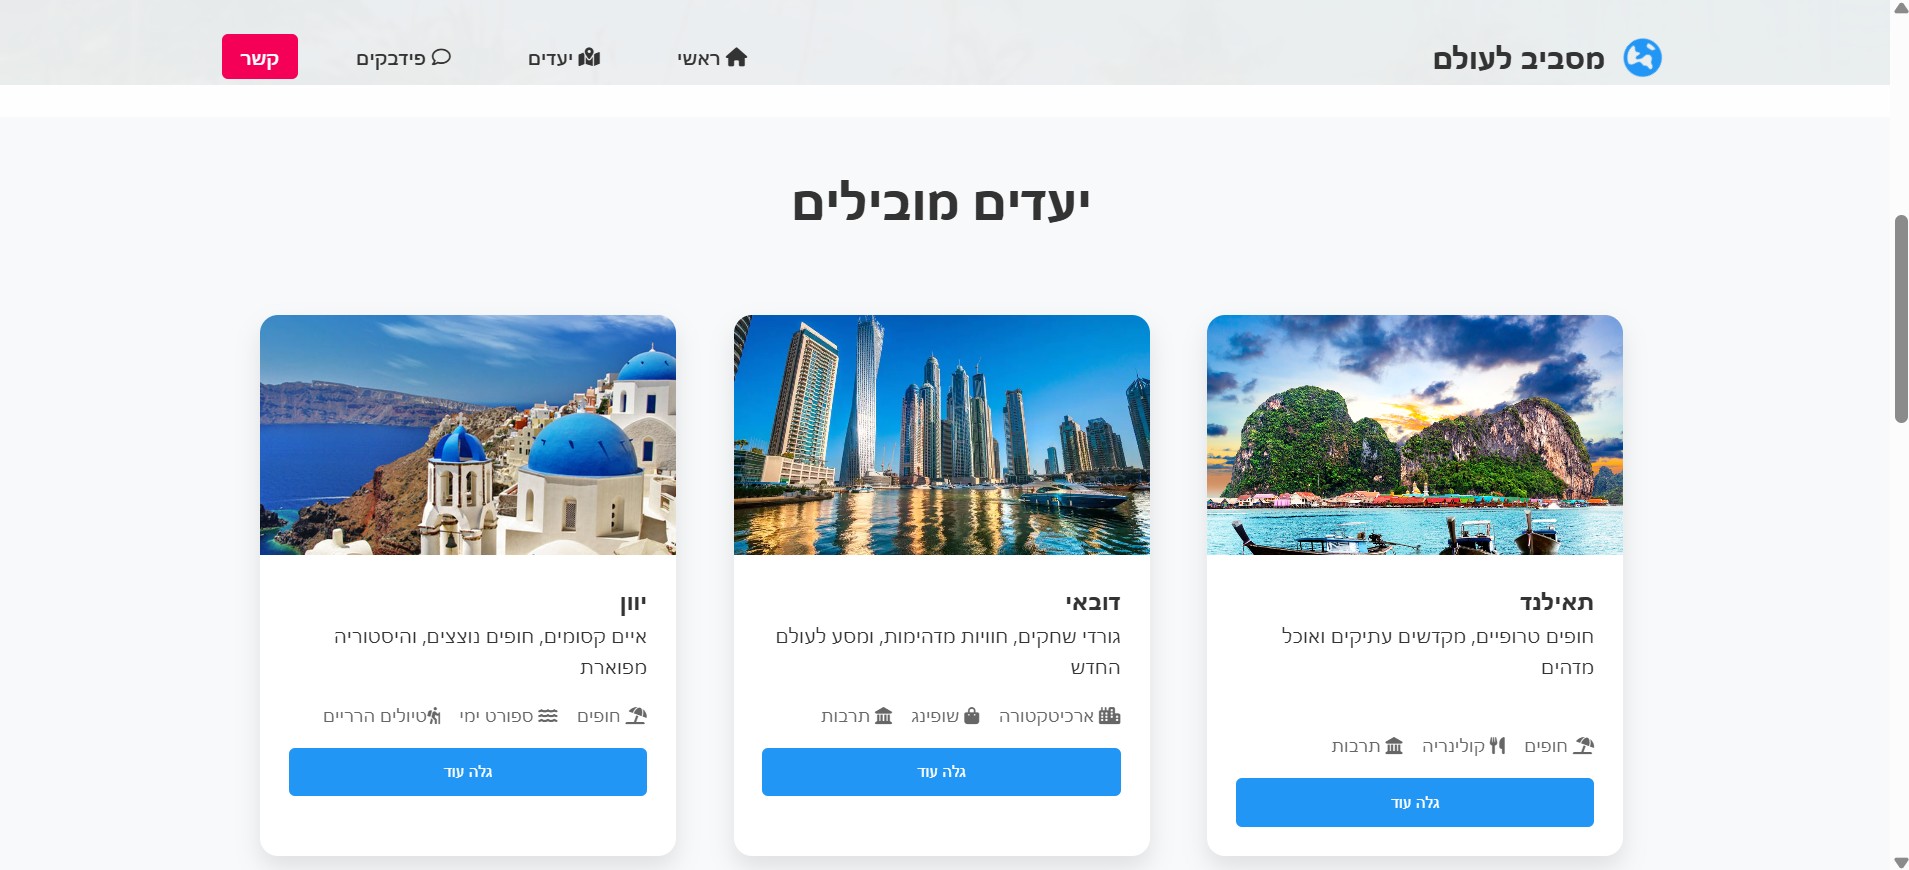 מסביב לעולם
ראשי
יעדים
פידבקים
קשר
יעדים מובילים
תאילנד
חופים טרופיים, מקדשים עתיקים ואוכל
מדהים
חופים
קולינריה
תרבות
גלה עוד
דובאי
גורדי שחקים, חוויות מדהימות, ומסע לעולם
החדש
ארכיטקטורה
שופינג
תרבות
גלה עוד
יוון
איים קסומים, חופים נוצצים, והיסטוריה
מפוארת
חופים
ספורט ימי
טיולים הרריים
גלה עוד